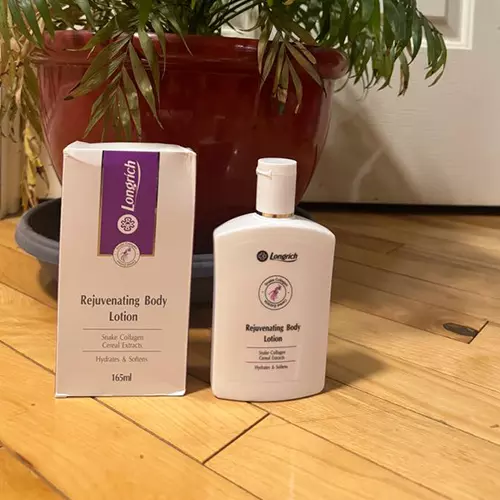 Longrich
Rejuvenating Body
Lotion
Snake Collagen
Cereal Extracts
Hydrates & Softens
165ml
Longrich
Rejuvenating Body
Lotion
Snake Collagen
Cereal Extracts
Hydrates & Softens